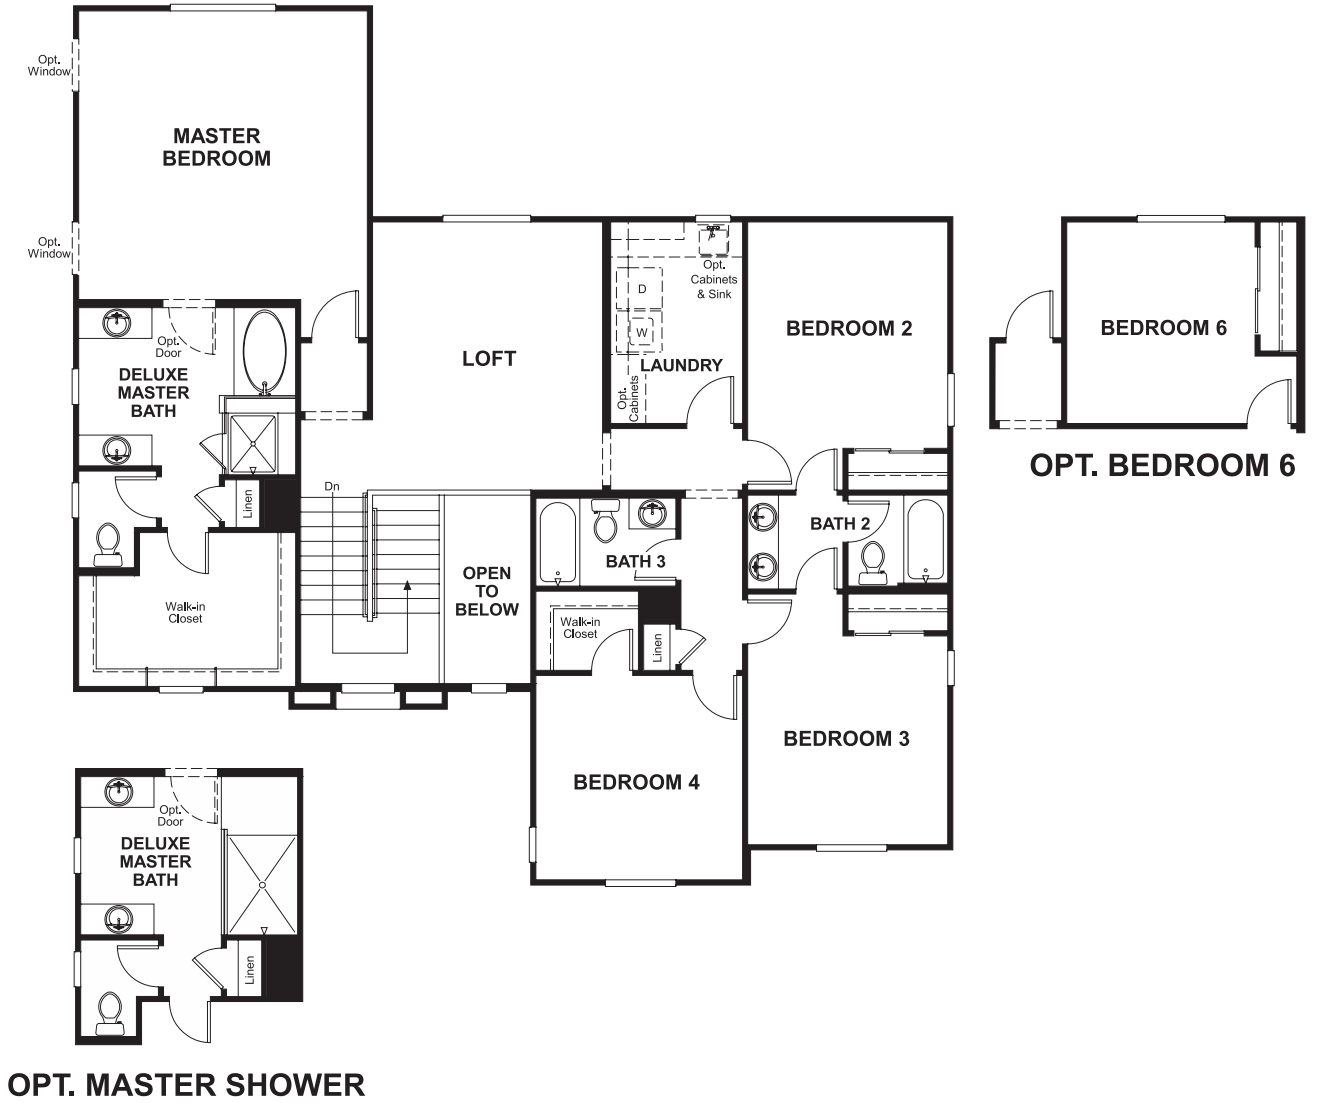 Opt.
Window
MASTER
BEDROOM
Opt.
Window
Opt.
Door
DELUXE
MASTER
BATH
Linen
Walk-in
Closet
LOFT
Dn
OPEN
TO
BELOW
Opt.
Cabinets
& Sink
D
W
LAUNDRY
Opt.
Cabinets
BEDROOM 2
BATH 2
BATH 3
Walk-in
Closet
Linen
BEDROOM 3
BEDROOM 4
BEDROOM 6
OPT. BEDROOM 6
Opt.
Door
DELUXE
MASTER
BATH
Linen
OPT. MASTER SHOWER